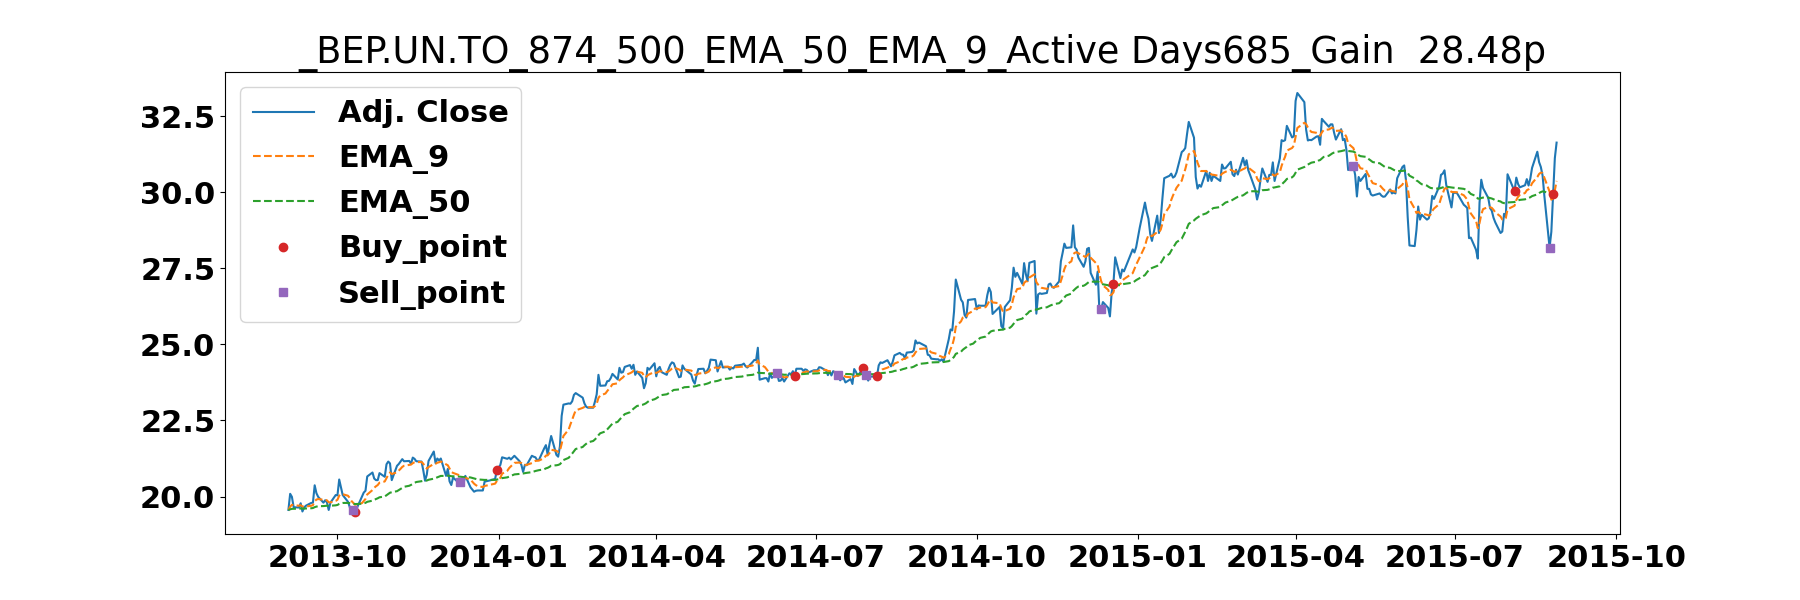 _BEP.UN.TO_874_500_EMA_50_EMA_9_Active Days685_Gain  28.48p
Adj. Close
EMA_9
EMA_50
Buy_point
Sell_point
32.5
30.0
27.5
25.0
22.5
20.0
2013-10 2014-01 2014-04 2014-07 2014-10 2015-01 2015-04 2015-07 2015-10